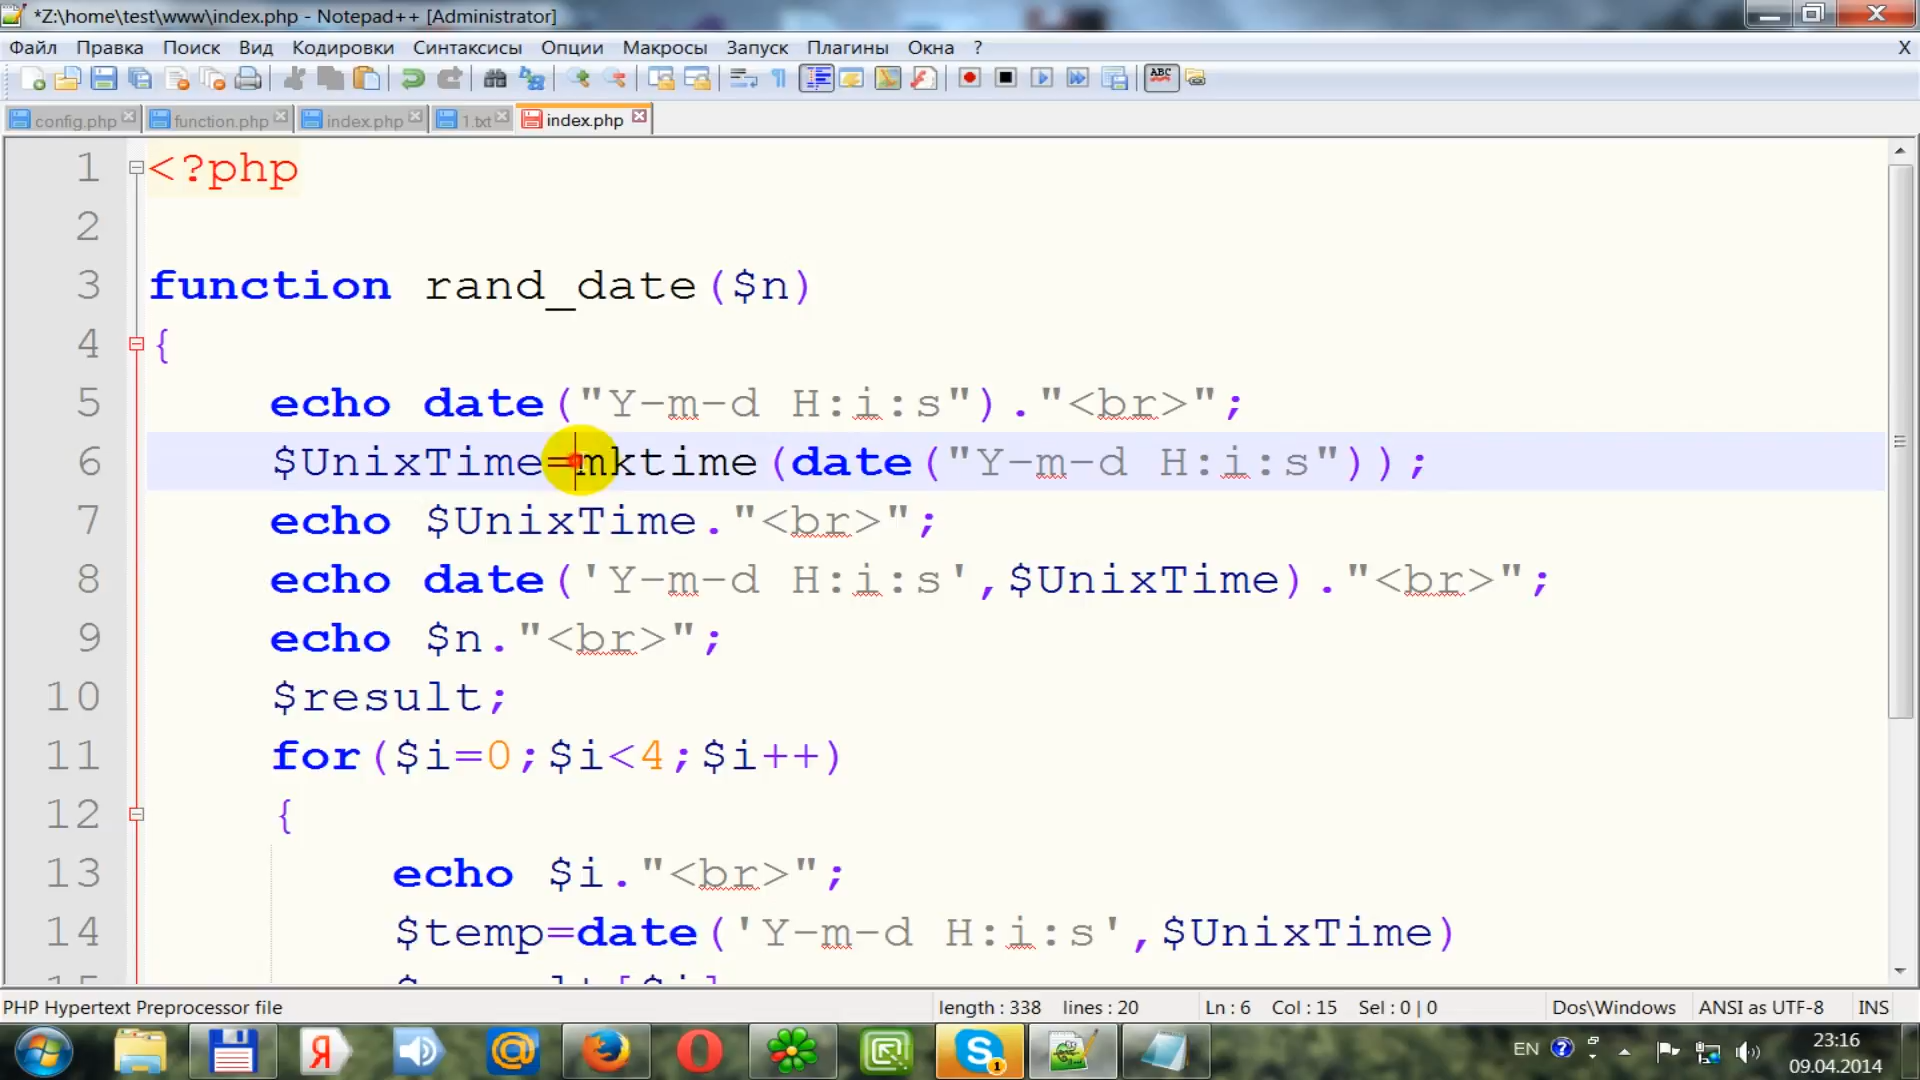 *Z:\home\test\www\index.php - Notepad++ [Administrator]
Файл Правка Поиск Вид Кодировки Синтаксисы Опции Макросы Запуск Плагины Окна ? X
ABC
config.php function.php index.php 1.txt index.php
1 <?php
2
3 function rand_date($n)
4 {
5 echo date("Y-m-d H:i:s")."<br>";
6 $UnixTime=mktime(date("Y-m-d H:i:s"));
7 echo $UnixTime."<br>";
8 echo date('Y-m-d H:i:s',$UnixTime)."<br>";
9 echo $n."<br>";
10 $result;
11 for($i=0;$i<4;$i++)
12 {
13 echo $i."<br>";
14 $temp=date('Y-m-d H:i:s',$UnixTime)
PHP Hypertext Preprocessor file length : 338 lines : 20 Ln : 6 Col : 15 Sel : 0 | 0 Dos\Windows ANSI as UTF-8 INS
EN 23:16
09.04.2014